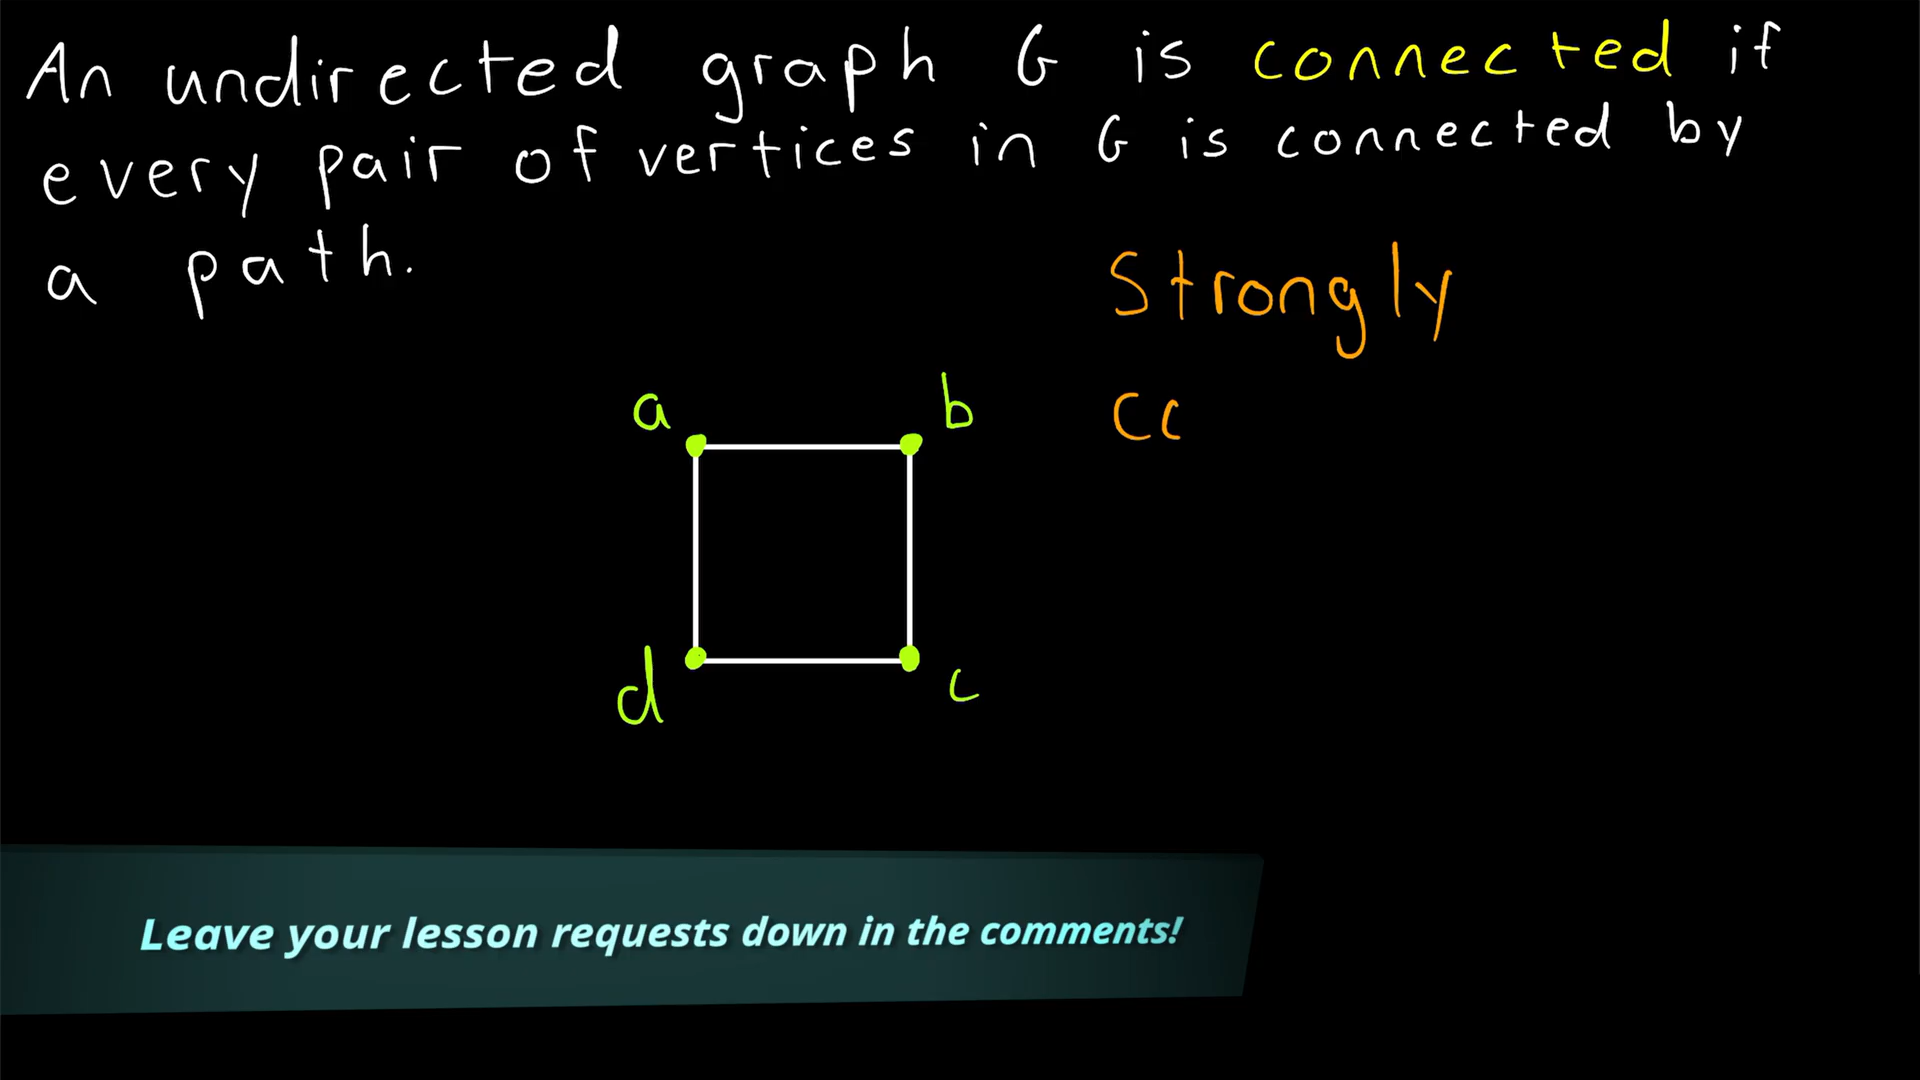 An undirected graph G is connected if
every pair of vertices in G is connected by
a path.
Strongly
cc
a
b
d
c
Leave your lesson requests down in the comments!